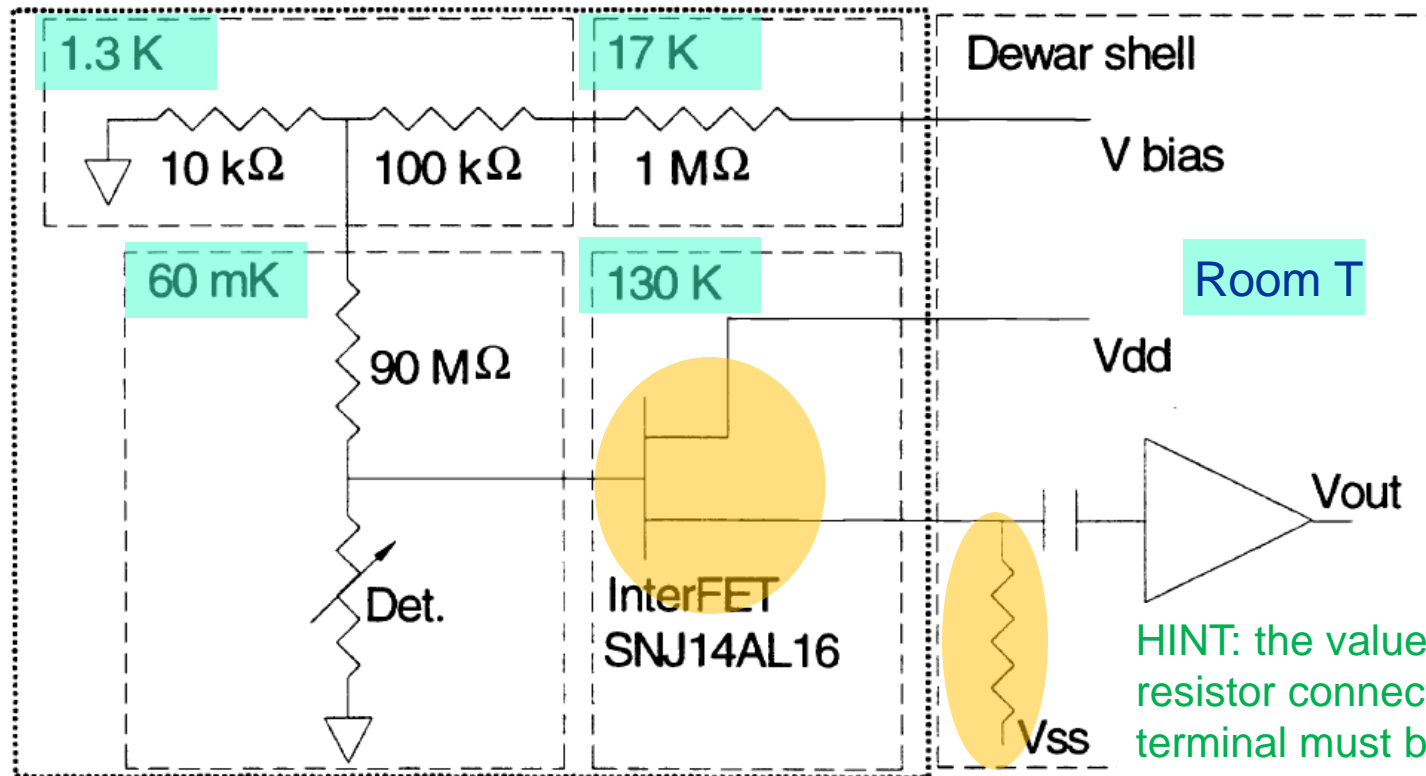 1.3 K
17 K
Dewar shell
10 kΩ
100 kΩ
1 MΩ
V bias
60 mK
130 K
Room T
Vdd
90 MΩ
Vout
Det.
InterFET
SNJ14AL16
HINT: the value
resistor connec
terminal must b
Vss